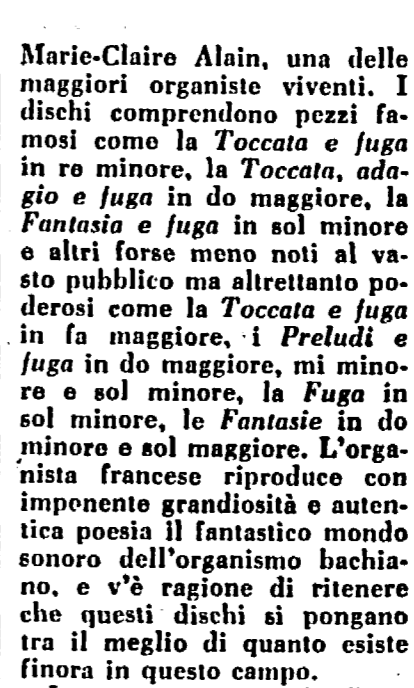 Marie-Claire Alain, una delle
maggiori organiste viventi. I
dischi comprendono pezzi fa-
mosi come la Toccata e fuga
in re minore, la Toccata, ada-
gio e fuga in do maggiore, la
Fantasia e fuga in sol minore
e altri forse meno noti al va-
sto pubblico ma altrettanto po-
derosi come la Toccata e fuga
in fa maggiore, i Preludi e
fuga in do maggiore, mi mino-
re e sol minore, la Fuga in
sol minore, le Fantasie in do
minore e sol maggiore. L'orga-
nista francese riproduce con
imponente grandiosità e auten-
tica poesia il fantastico mondo
sonoro dell'organismo bachia-
no, e v'è ragione di ritenere
che questi dischi si pongano
tra il meglio di quanto esiste
finora in questo campo.